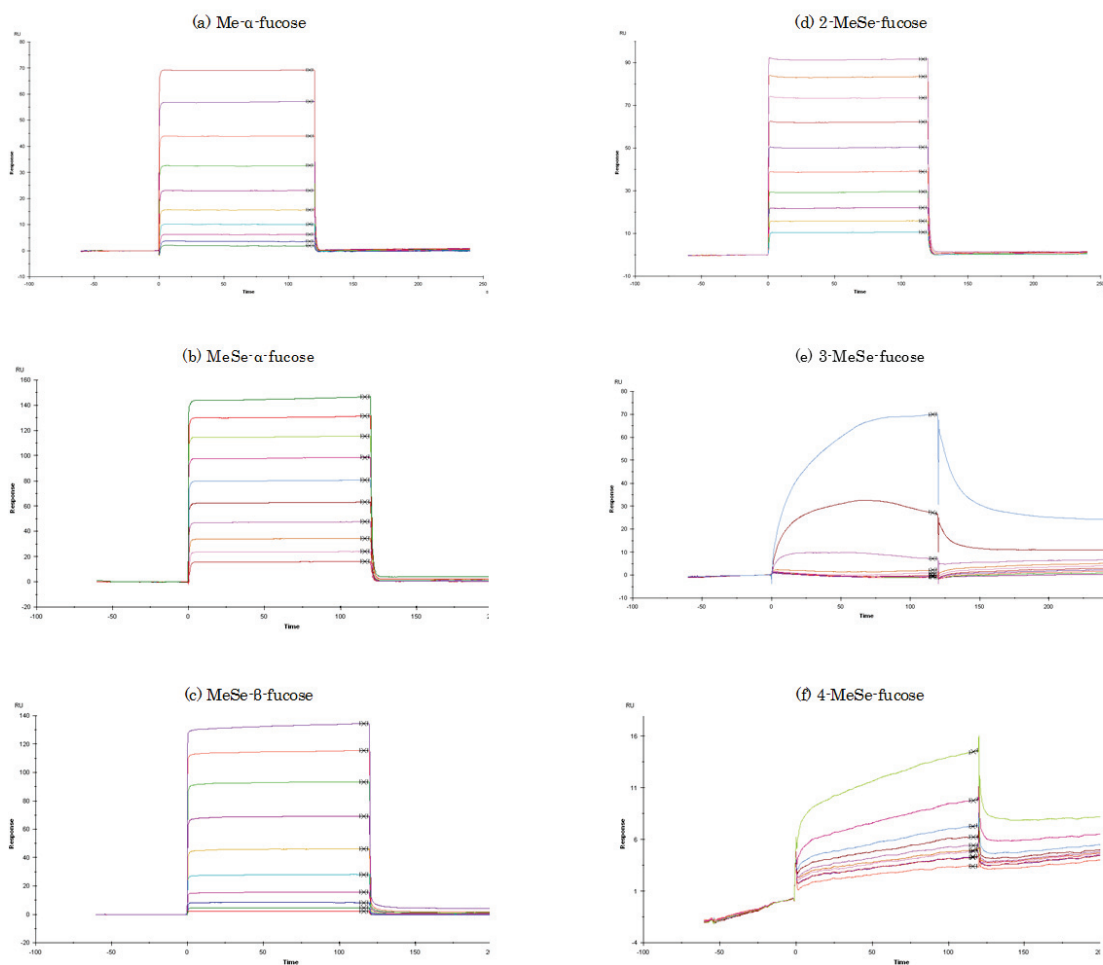 (a) Me-α-fucose
RU
80
70
60
50
40
30
20
10
0
-10
Response
-100 -50 0 50 100 150 200 250
Time
s
(d) 2-MeSe-fucose
RU
90
70
50
30
10
-10
Response
-100 -50 0 50 100 150 200 250
Time
(b) MeSe-α-fucose
RU
160
140
120
100
80
60
40
20
0
-20
Response
-100 -50 0 50 100 150
Time
(e) 3-MeSe-fucose
RU
80
70
60
50
40
30
20
10
0
-10
Response
-100 -50 0 50 100 150 200
Time
(c) MeSe-β-fucose
RU
140
120
100
80
60
40
20
0
-20
Response
-100 -50 0 50 100 150
Time
(f) 4-MeSe-fucose
RU
16
11
6
1
-4
Response
-100 -50 0 50 100 150
Time